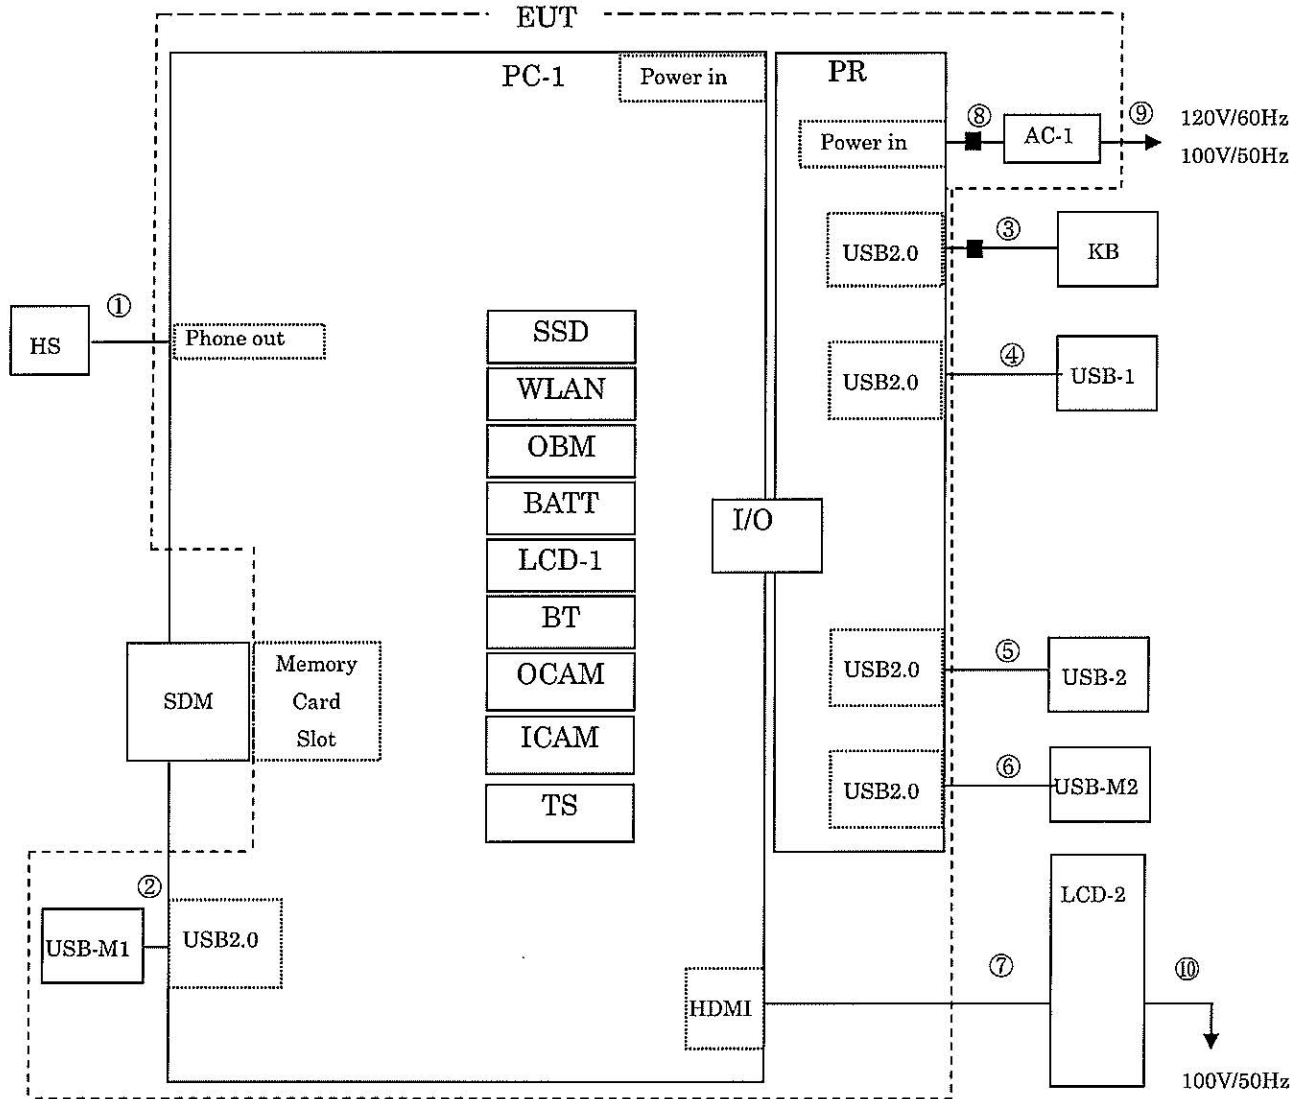 EUT
PC-1
Power in
PR
Power in
⑧
AC-1
⑨
120V/60Hz
100V/50Hz
USB2.0
③
KB
①
HS
Phone out
SSD
WLAN
OBM
BATT
LCD-1
BT
OCAM
ICAM
TS
USB2.0
④
USB-1
I/O
SDM
Memory
Card
Slot
USB2.0
⑤
USB-2
USB2.0
⑥
USB-M2
②
USB-M1
USB2.0
HDMI
⑦
LCD-2
⑩
100V/50Hz